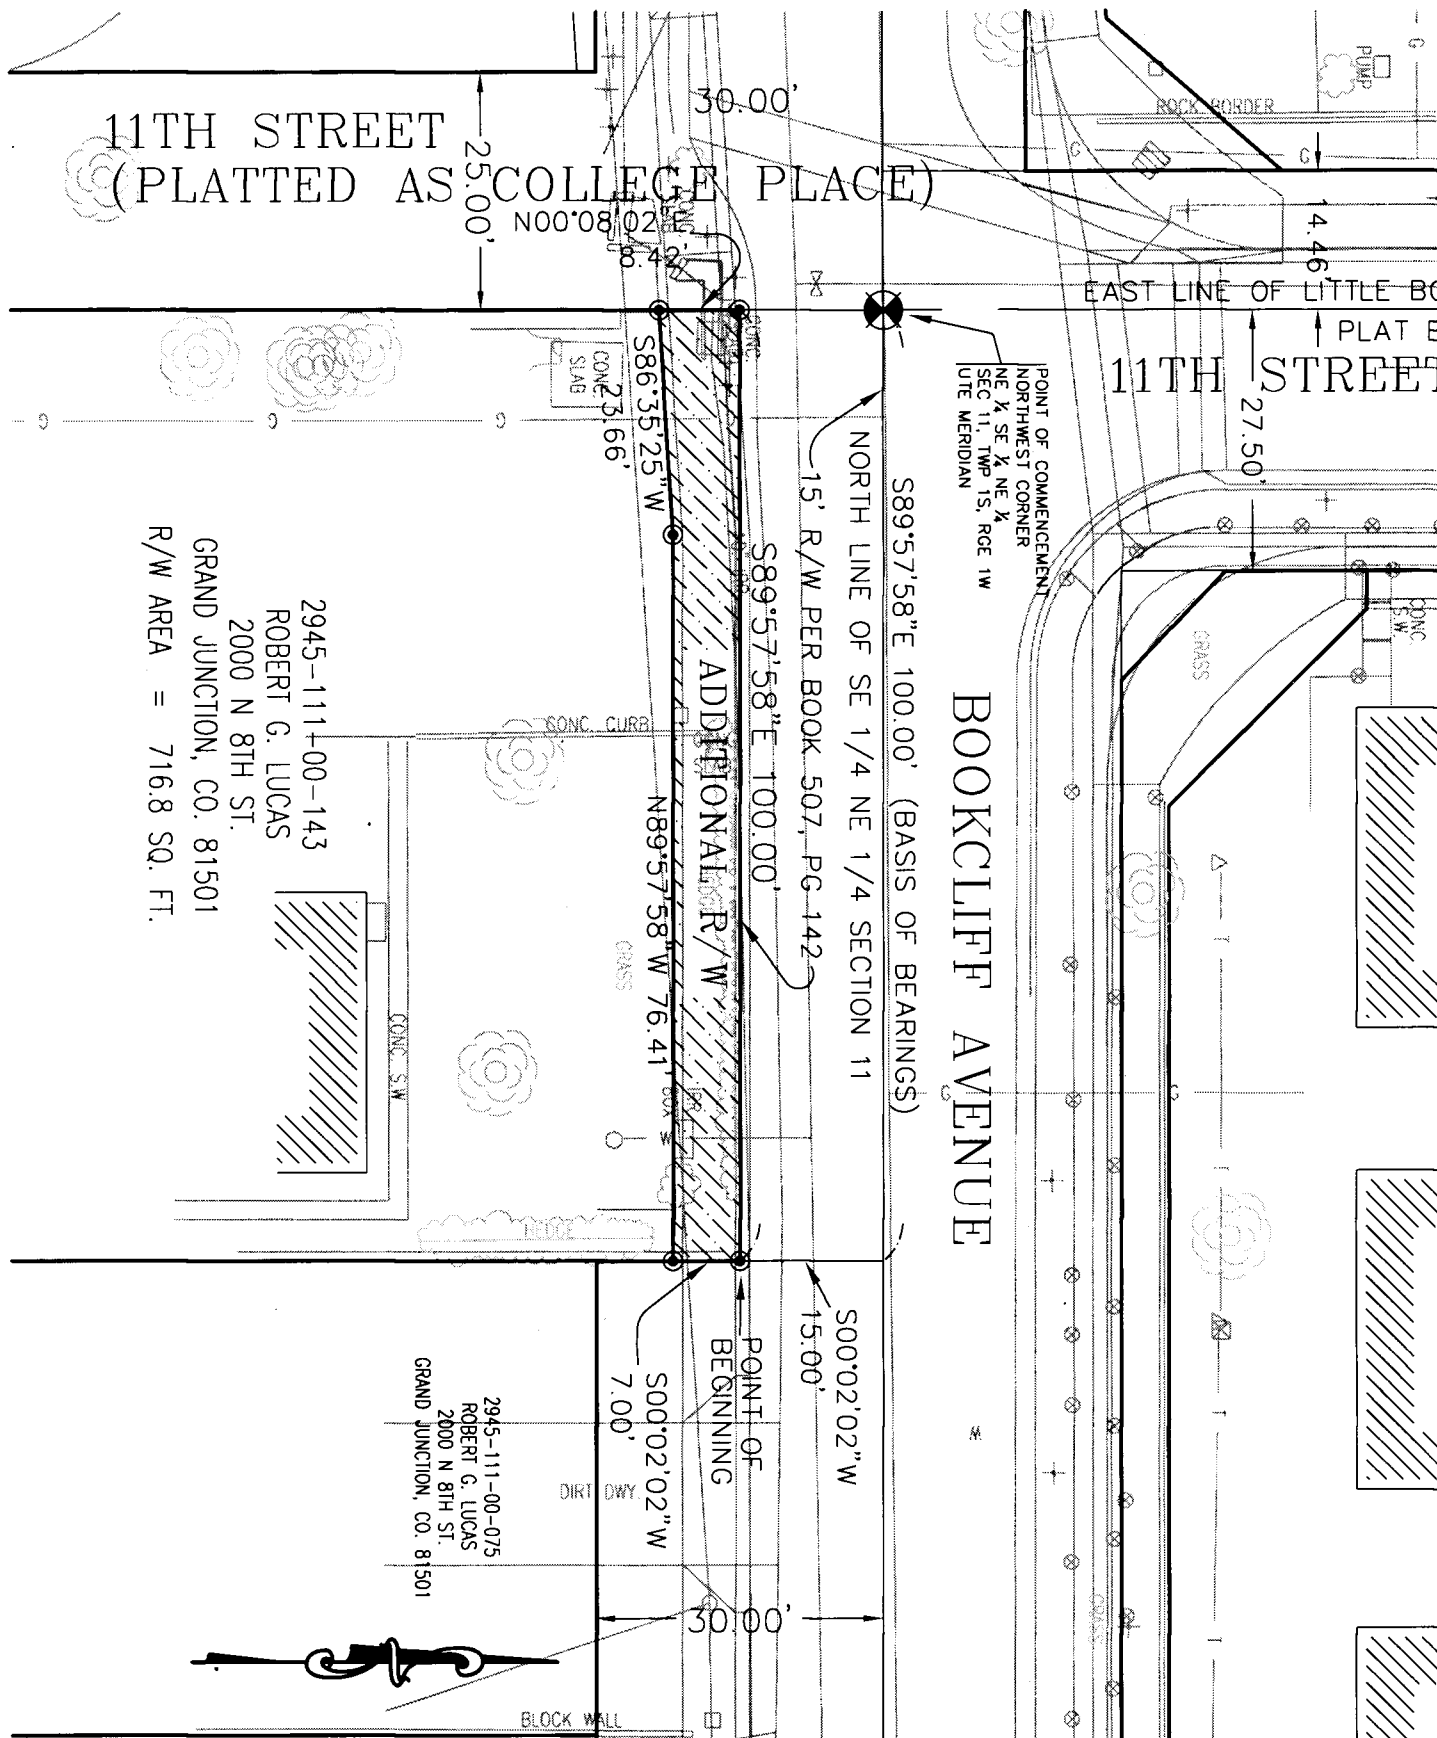 11TH STREET
(PLATTED AS COLLEGE PLACE)
25.00'
30.00'
N00°08'02"E
8.42'
PUMP
ROCK BORDER
G
G
G
14.46'
EAST LINE OF LITTLE BO
PLAT B
11TH STREET
27.50'
POINT OF COMMENCEMENT
NORTHWEST CORNER
NE ¼ SE ¼ NE ¼
SEC 11, TWP 1S, RGE 1W
UTE MERIDIAN
CONC.
CONC.
SLAB
S86°35'25"W
23.66'
G
G
G
S89°57'58"E 100.00' (BASIS OF BEARINGS)
NORTH LINE OF SE 1/4 NE 1/4 SECTION 11
15' R/W PER BOOK 507, PG 142
S89°57'58"E 100.00'
ADDITIONAL R/W
N89°57'58"W 76.41'
BOOKCLIFF AVENUE
CONC.
S.W.
GRASS
2945-111-00-143
ROBERT G. LUCAS
2000 N 8TH ST.
GRAND JUNCTION, CO. 81501
R/W AREA = 716.8 SQ. FT.
CONC. CURB
GRASS
CONC. S.W.
G
G
BOX
W
HEDGE
T
T
T
T
T
S00°02'02"W
15.00'
POINT OF
BEGINNING
S00°02'02"W
7.00'
W
2945-111-00-075
ROBERT G. LUCAS
2000 N 8TH ST.
GRAND JUNCTION, CO. 81501
DIRT DWY.
GRASS
30.00'
BLOCK WALL